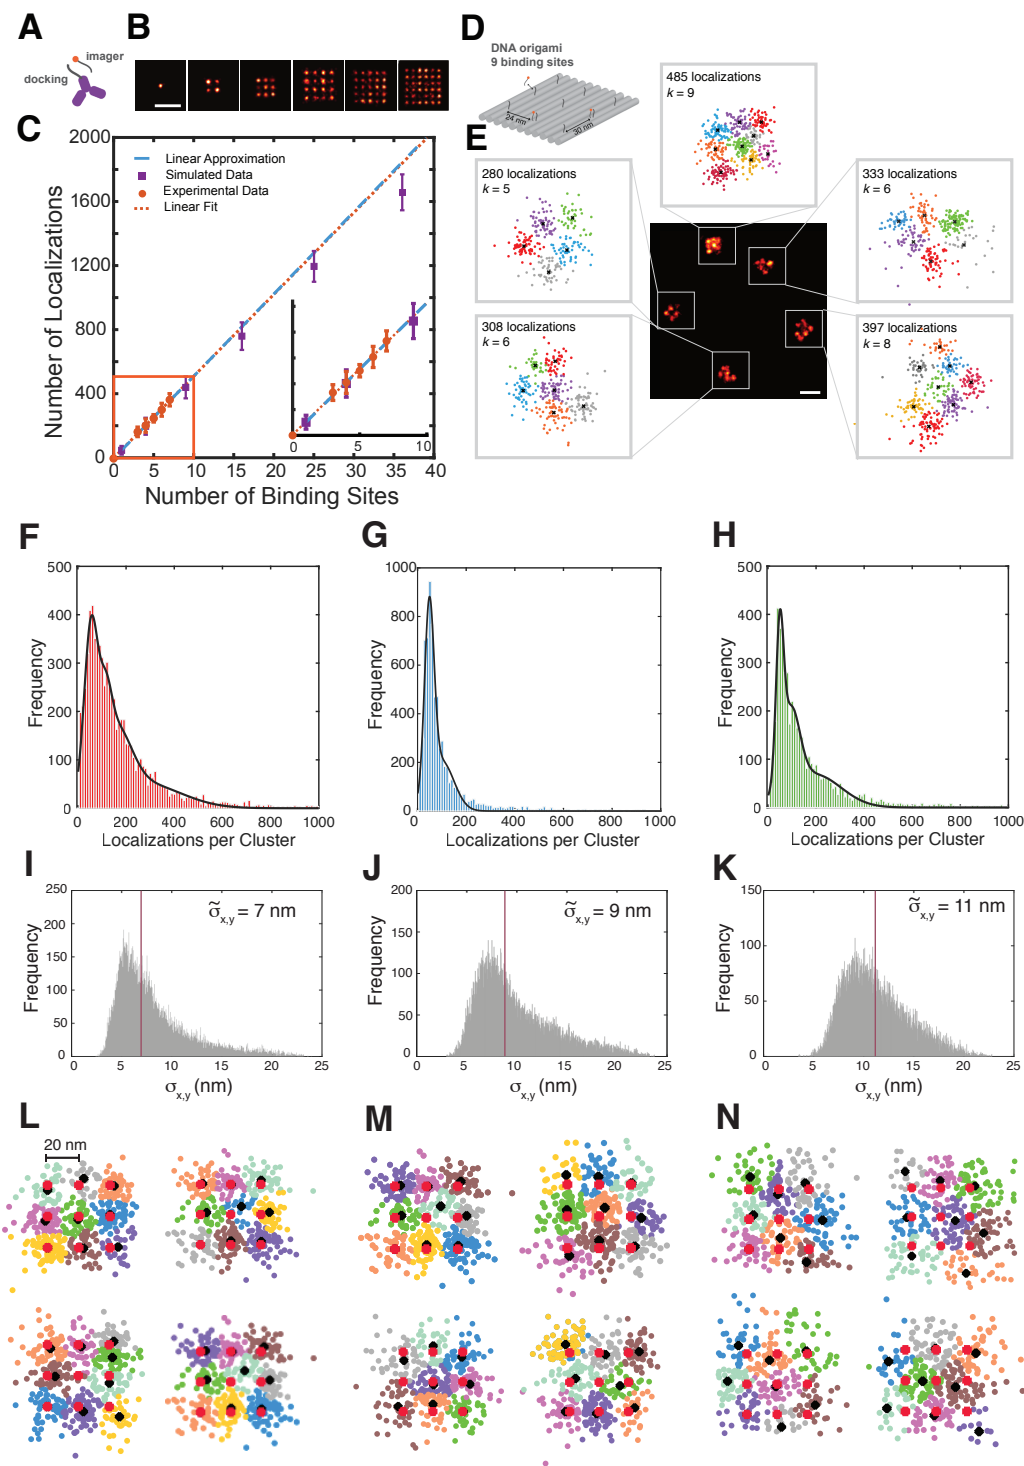 A
B
imager
docking
C
2000
1600
1200
800
400
0
Number of Localizations
Linear Approximation
Simulated Data
Experimental Data
Linear Fit
0
5
10
0
5
10
15
20
25
30
35
40
Number of Binding Sites
D
DNA origami
9 binding sites
24 nm
30 nm
E
485 localizations
k = 9
280 localizations
k = 5
333 localizations
k = 6
308 localizations
k = 6
397 localizations
k = 8
F
500
400
300
200
100
0
Frequency
0
200
400
600
800
1000
Localizations per Cluster
G
1000
800
600
400
200
0
Frequency
0
200
400
600
800
1000
Localizations per Cluster
H
500
400
300
200
100
0
Frequency
0
200
400
600
800
1000
Localizations per Cluster
I
250
200
150
100
50
0
Frequency
σ̃x,y = 7 nm
0
5
10
15
20
25
σx,y (nm)
J
200
150
100
50
0
Frequency
σ̃x,y = 9 nm
0
5
10
15
20
25
σx,y (nm)
K
150
100
50
0
Frequency
σ̃x,y = 11 nm
0
5
10
15
20
25
σx,y (nm)
L
20 nm
M
N